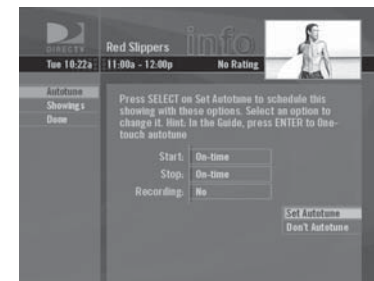 DIRECTV
Red Slippers
info
Tue 10:22a
11:00a - 12:00p
No Rating
Autotune
Showings
Done
Press SELECT on Set Autotune to schedule this
showing with these options. Select an option to
change it. Hint: In the Guide, press ENTER to One-
touch autotune
Start: On-time
Stop: On-time
Recording: No
Set Autotune
Don't Autotune